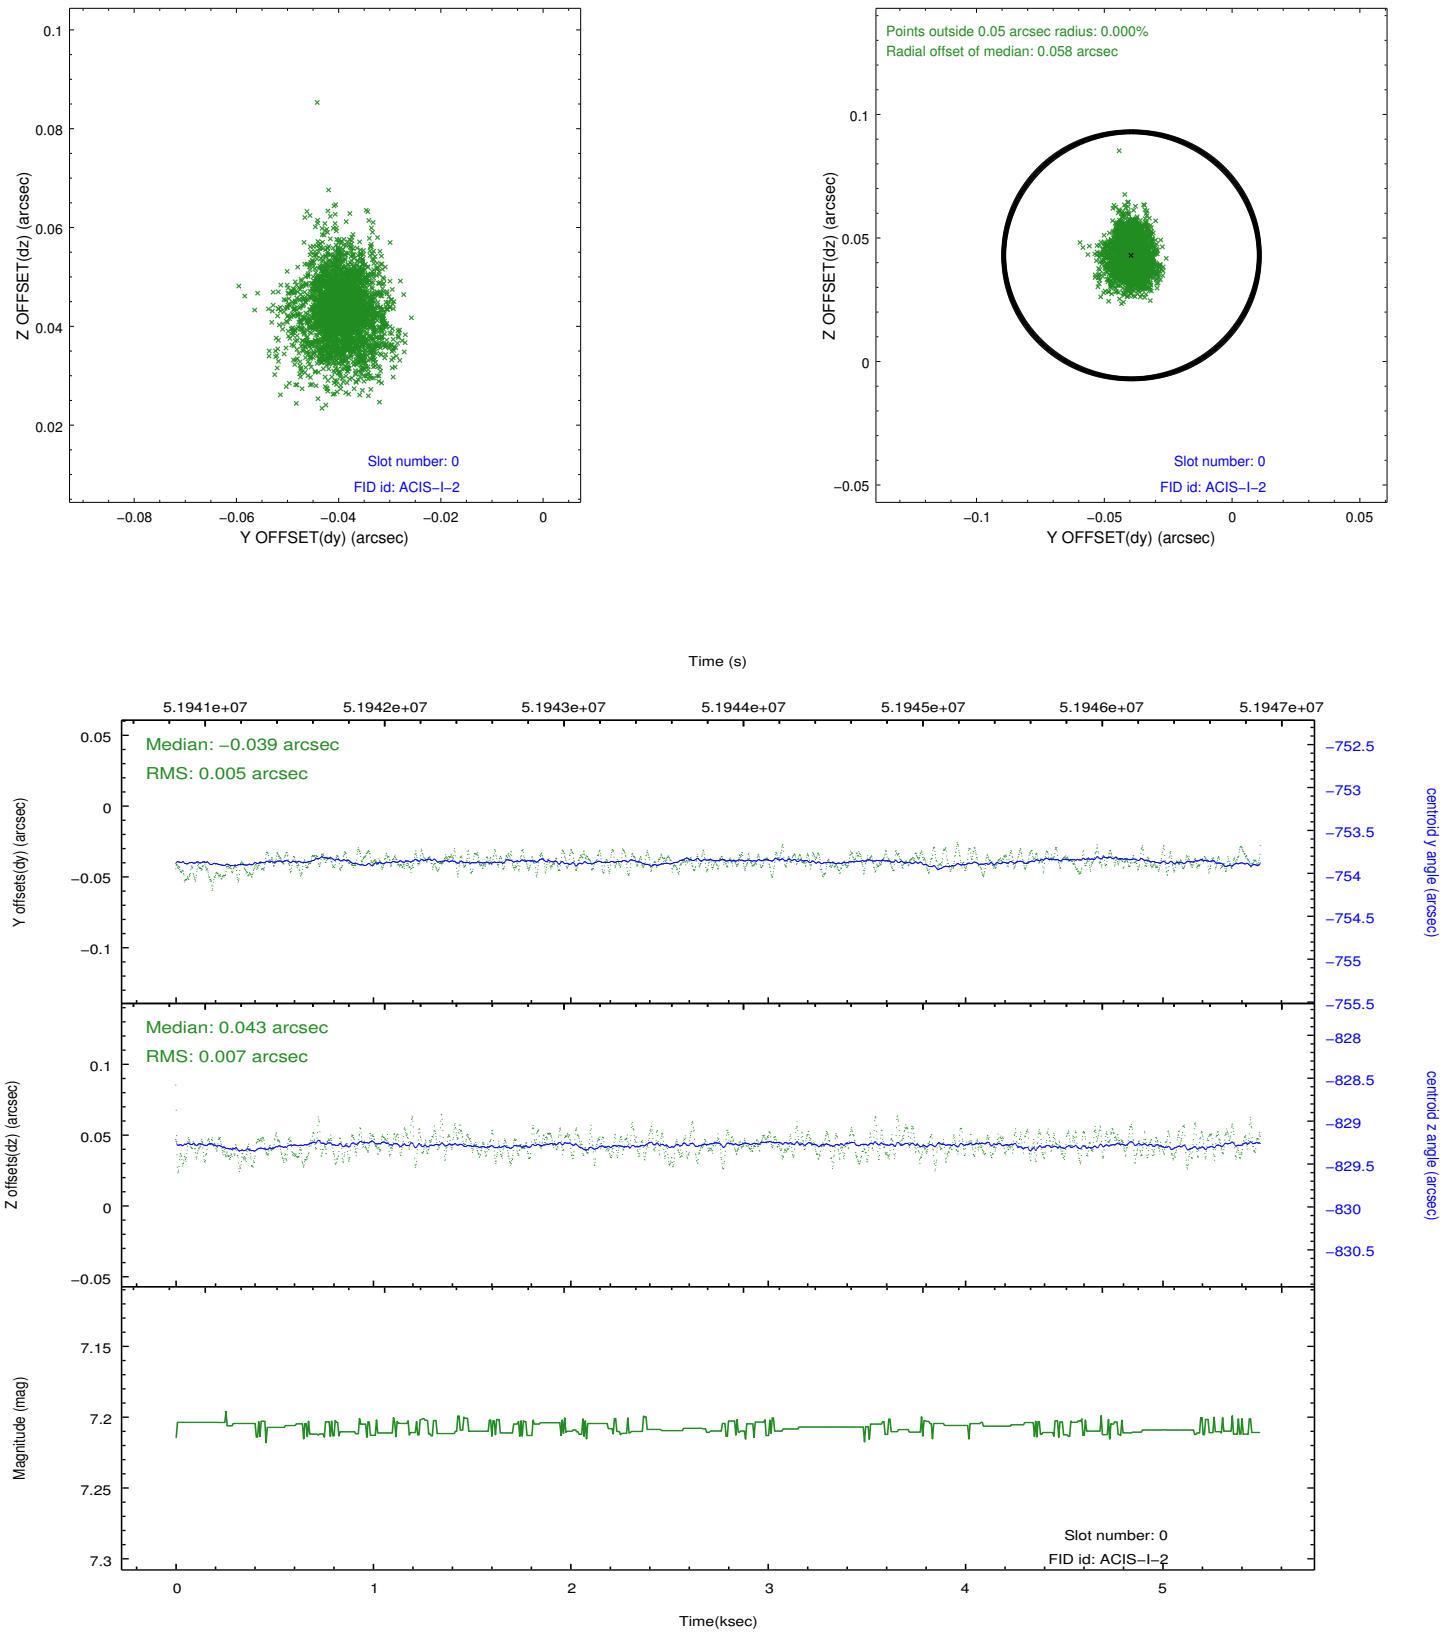 0.1
0.08
0.06
0.04
0.02
Z OFFSET(dz) (arcsec)
Slot number: 0
FID id: ACIS−I−2
−0.08 −0.06 −0.04 −0.02 0
Y OFFSET(dy) (arcsec)
Points outside 0.05 arcsec radius: 0.000%
Radial offset of median: 0.058 arcsec
0.1
0.05
0
−0.05
Z OFFSET(dz) (arcsec)
Slot number: 0
FID id: ACIS−I−2
−0.1 −0.05 0 0.05
Y OFFSET(dy) (arcsec)
Time (s)
5.1941e+07 5.1942e+07 5.1943e+07 5.1944e+07 5.1945e+07 5.1946e+07 5.1947e+07
Median: −0.039 arcsec
RMS: 0.005 arcsec
0.05
0
−0.05
−0.1
Y offsets(dy) (arcsec)
−752.5
−753
−753.5
−754
−754.5
−755
−755.5
centroid y angle (arcsec)
Median: 0.043 arcsec
RMS: 0.007 arcsec
0.1
0.05
0
−0.05
Z offsets(dz) (arcsec)
−828
−828.5
−829
−829.5
−830
−830.5
centroid z angle (arcsec)
7.15
7.2
7.25
7.3
Magnitude (mag)
Slot number: 0
FID id: ACIS−I−2
0 1 2 3 4 5
Time(ksec)